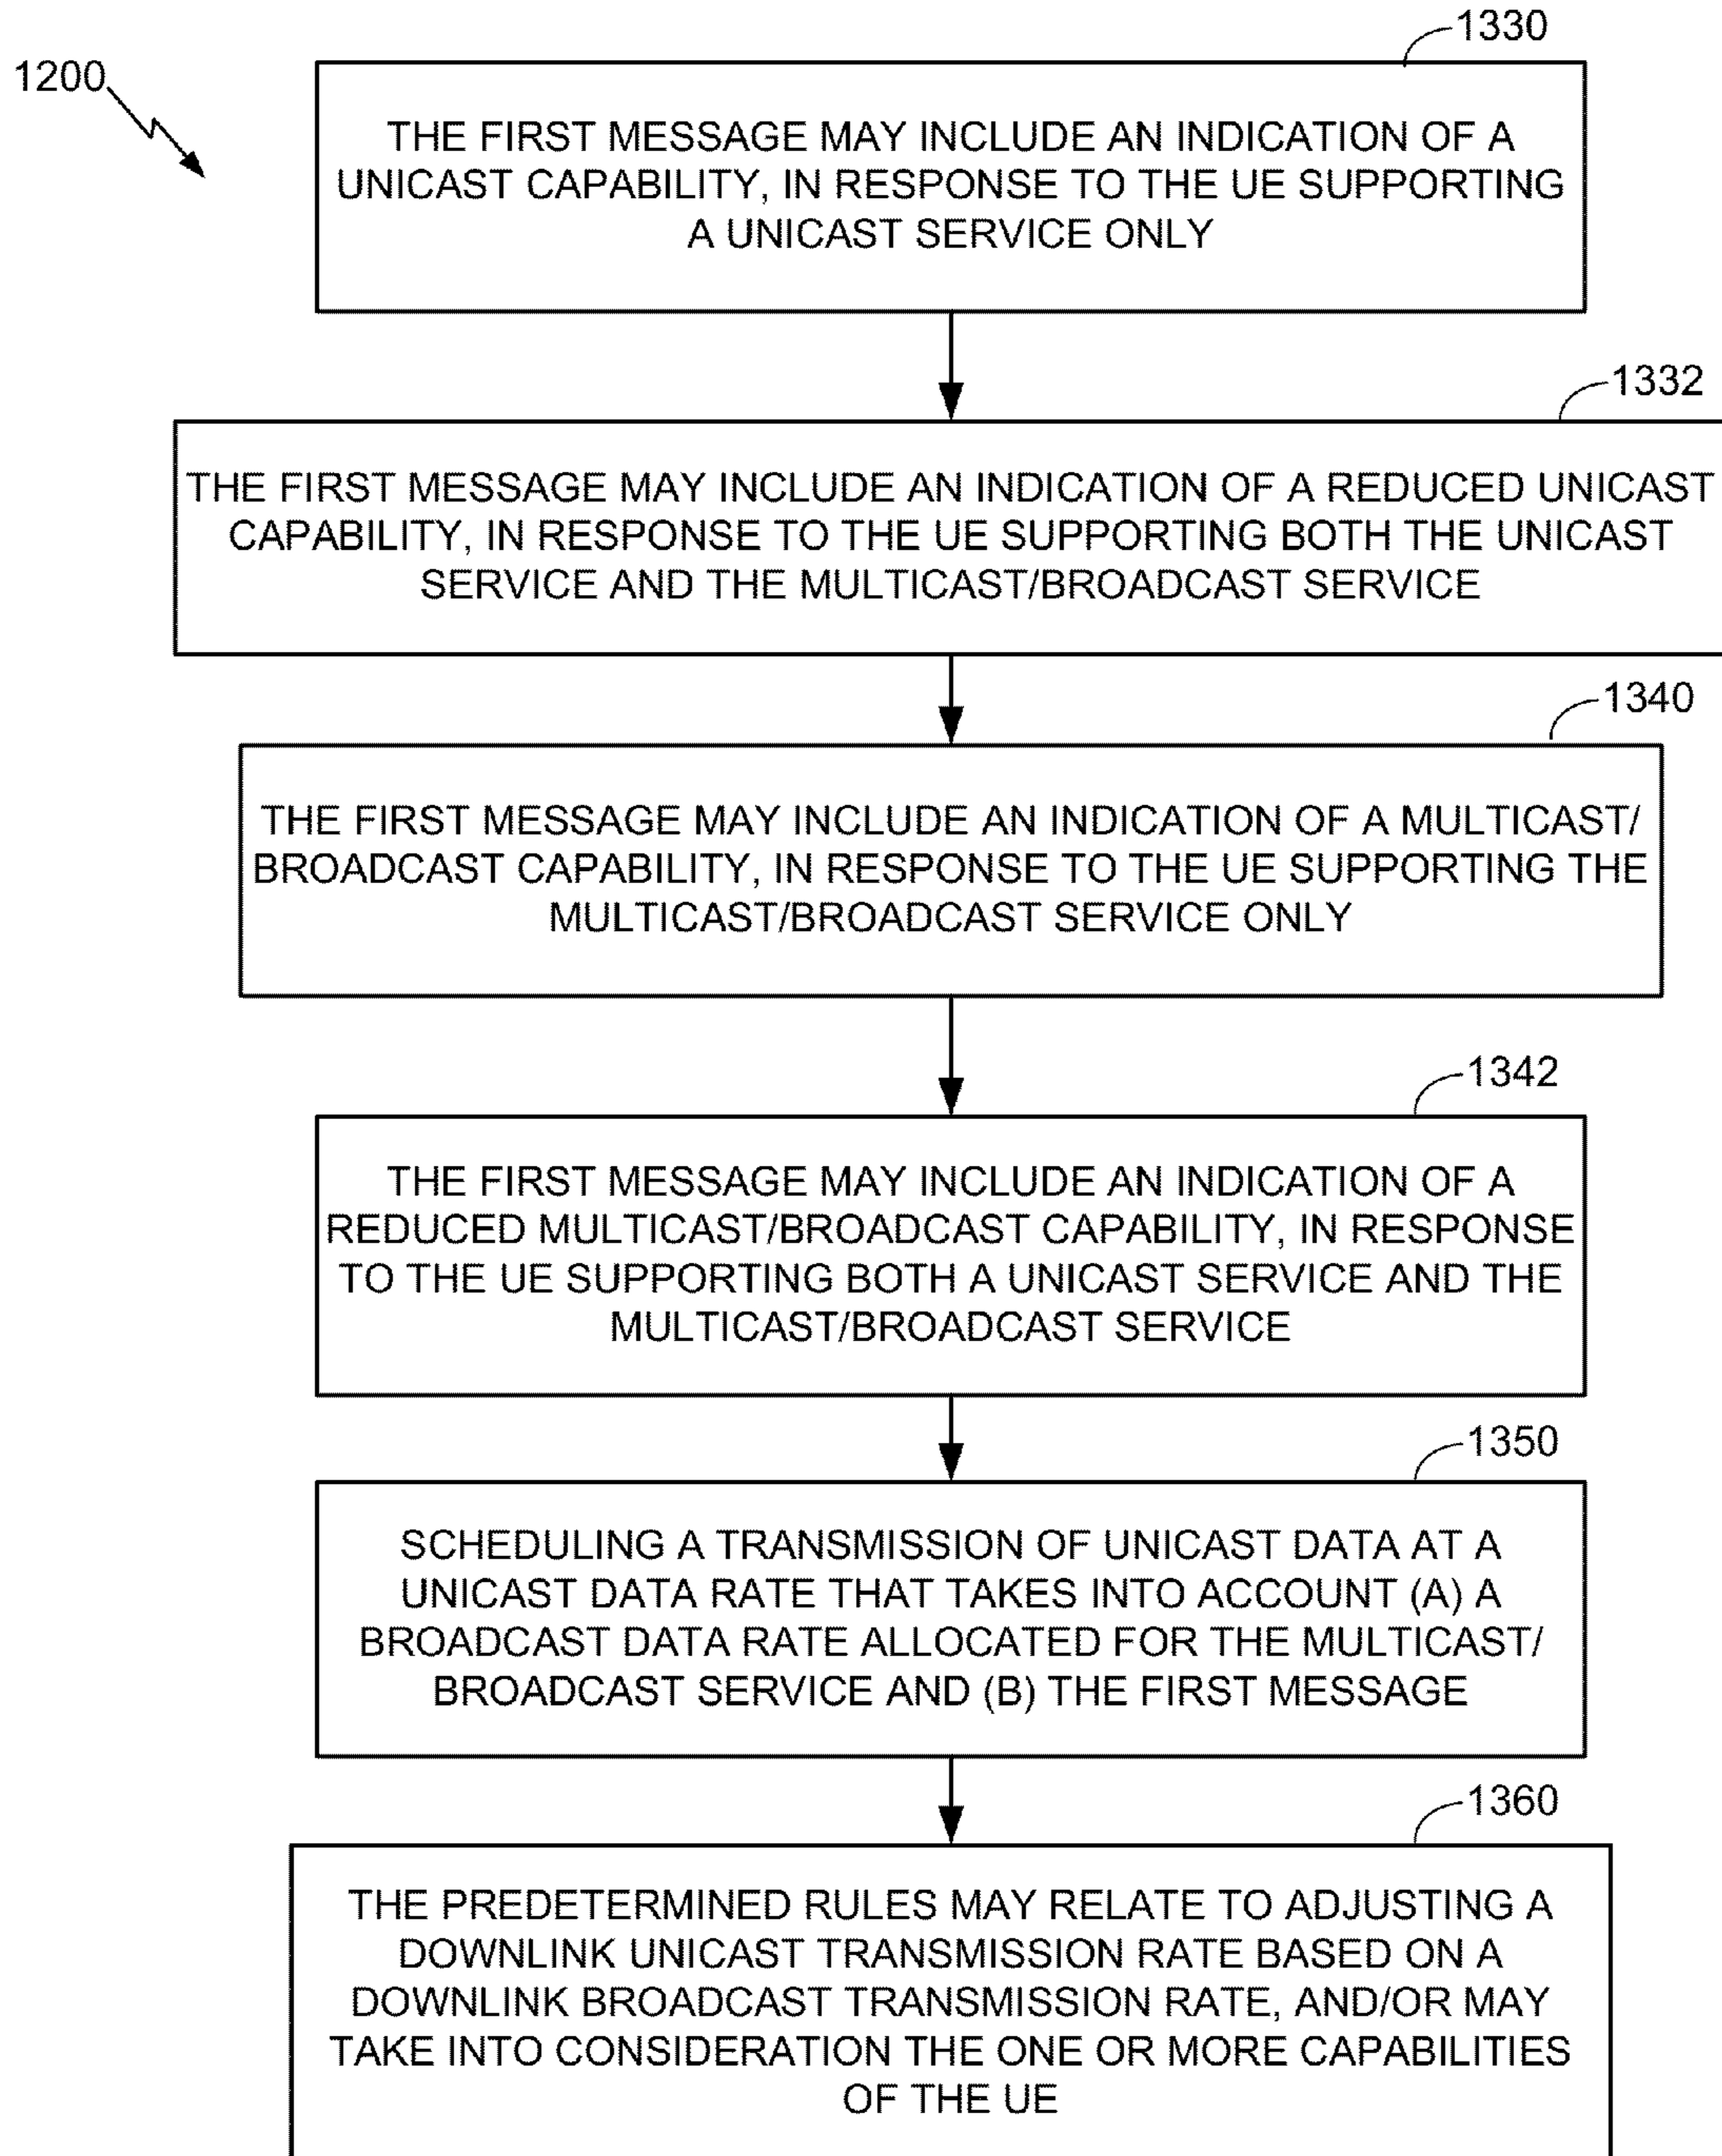 1330
1200
THE FIRST MESSAGE MAY INCLUDE AN INDICATION OF A
UNICAST CAPABILITY, IN RESPONSE TO THE UE SUPPORTING
A UNICAST SERVICE ONLY
1332
THE FIRST MESSAGE MAY INCLUDE AN INDICATION OF A REDUCED UNICAST
CAPABILITY, IN RESPONSE TO THE UE SUPPORTING BOTH THE UNICAST
SERVICE AND THE MULTICAST/BROADCAST SERVICE
1340
THE FIRST MESSAGE MAY INCLUDE AN INDICATION OF A MULTICAST/
BROADCAST CAPABILITY, IN RESPONSE TO THE UE SUPPORTING THE
MULTICAST/BROADCAST SERVICE ONLY
1342
THE FIRST MESSAGE MAY INCLUDE AN INDICATION OF A
REDUCED MULTICAST/BROADCAST CAPABILITY, IN RESPONSE
TO THE UE SUPPORTING BOTH A UNICAST SERVICE AND THE
MULTICAST/BROADCAST SERVICE
1350
SCHEDULING A TRANSMISSION OF UNICAST DATA AT A
UNICAST DATA RATE THAT TAKES INTO ACCOUNT (A) A
BROADCAST DATA RATE ALLOCATED FOR THE MULTICAST/
BROADCAST SERVICE AND (B) THE FIRST MESSAGE
1360
THE PREDETERMINED RULES MAY RELATE TO ADJUSTING A
DOWNLINK UNICAST TRANSMISSION RATE BASED ON A
DOWNLINK BROADCAST TRANSMISSION RATE, AND/OR MAY
TAKE INTO CONSIDERATION THE ONE OR MORE CAPABILITIES
OF THE UE